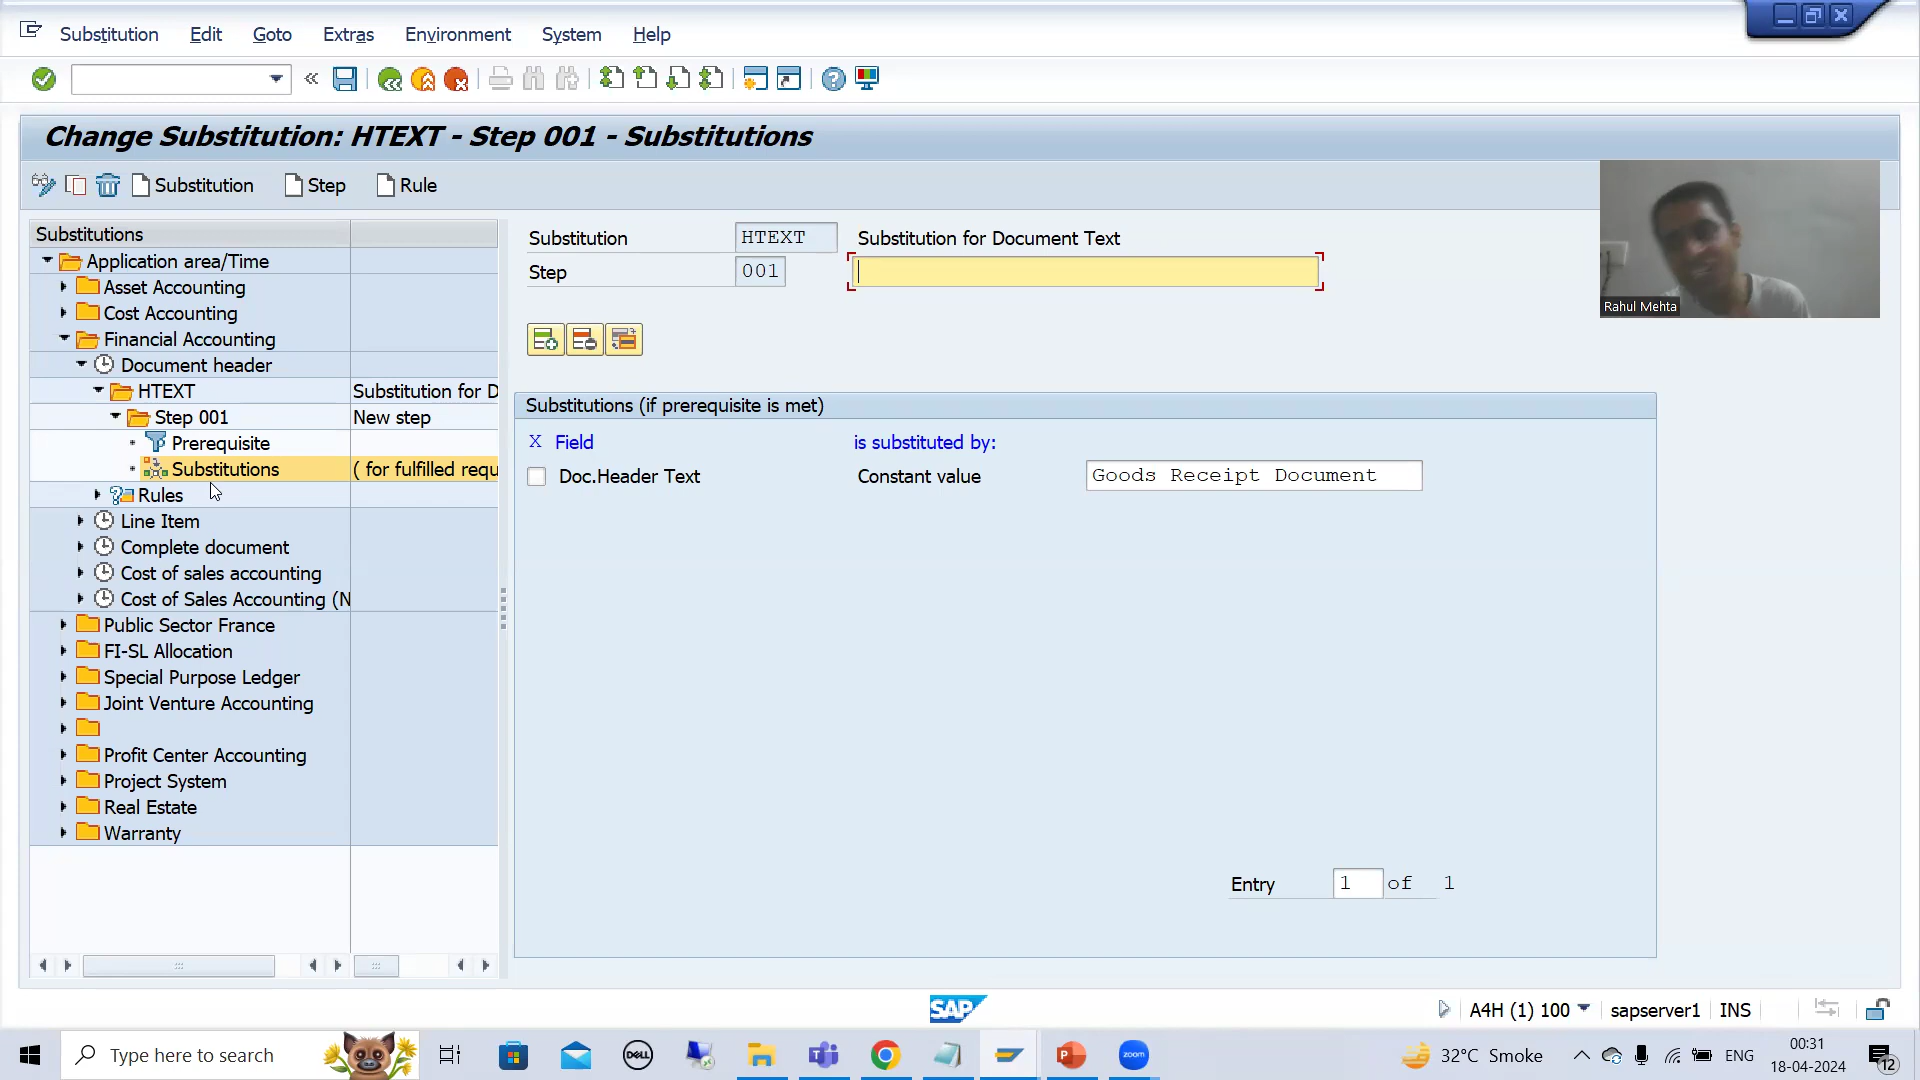 Substitution Edit Goto Extras Environment System Help
Change Substitution: HTEXT - Step 001 - Substitutions
Substitution Step Rule
Substitutions
Application area/Time
Asset Accounting
Cost Accounting
Financial Accounting
Document header
HTEXT Substitution for D
Step 001 New step
Prerequisite
Substitutions ( for fulfilled requ
Rules
Line Item
Complete document
Cost of sales accounting
Cost of Sales Accounting (N
Public Sector France
FI-SL Allocation
Special Purpose Ledger
Joint Venture Accounting
Profit Center Accounting
Project System
Real Estate
Warranty
Substitution HTEXT Substitution for Document Text
Step 001
Substitutions (if prerequisite is met)
X Field is substituted by:
Doc.Header Text Constant value Goods Receipt Document
Entry 1 of 1
Rahul Mehta
SAP
A4H (1) 100 sapserver1 INS
Type here to search
DELL
zoom
32°C Smoke
ENG
00:31
18-04-2024
12